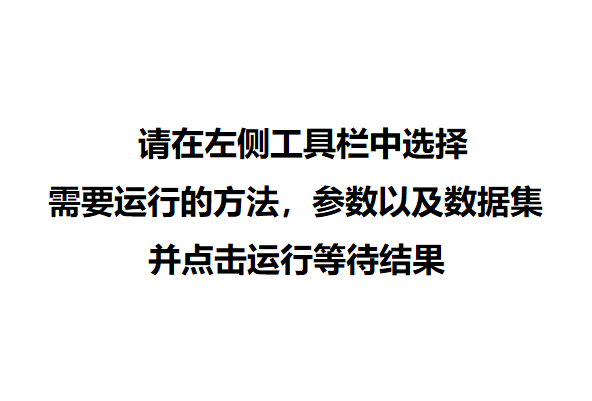 请在左侧工具栏中选择
需要运行的方法，参数以及数据集
并点击运行等待结果